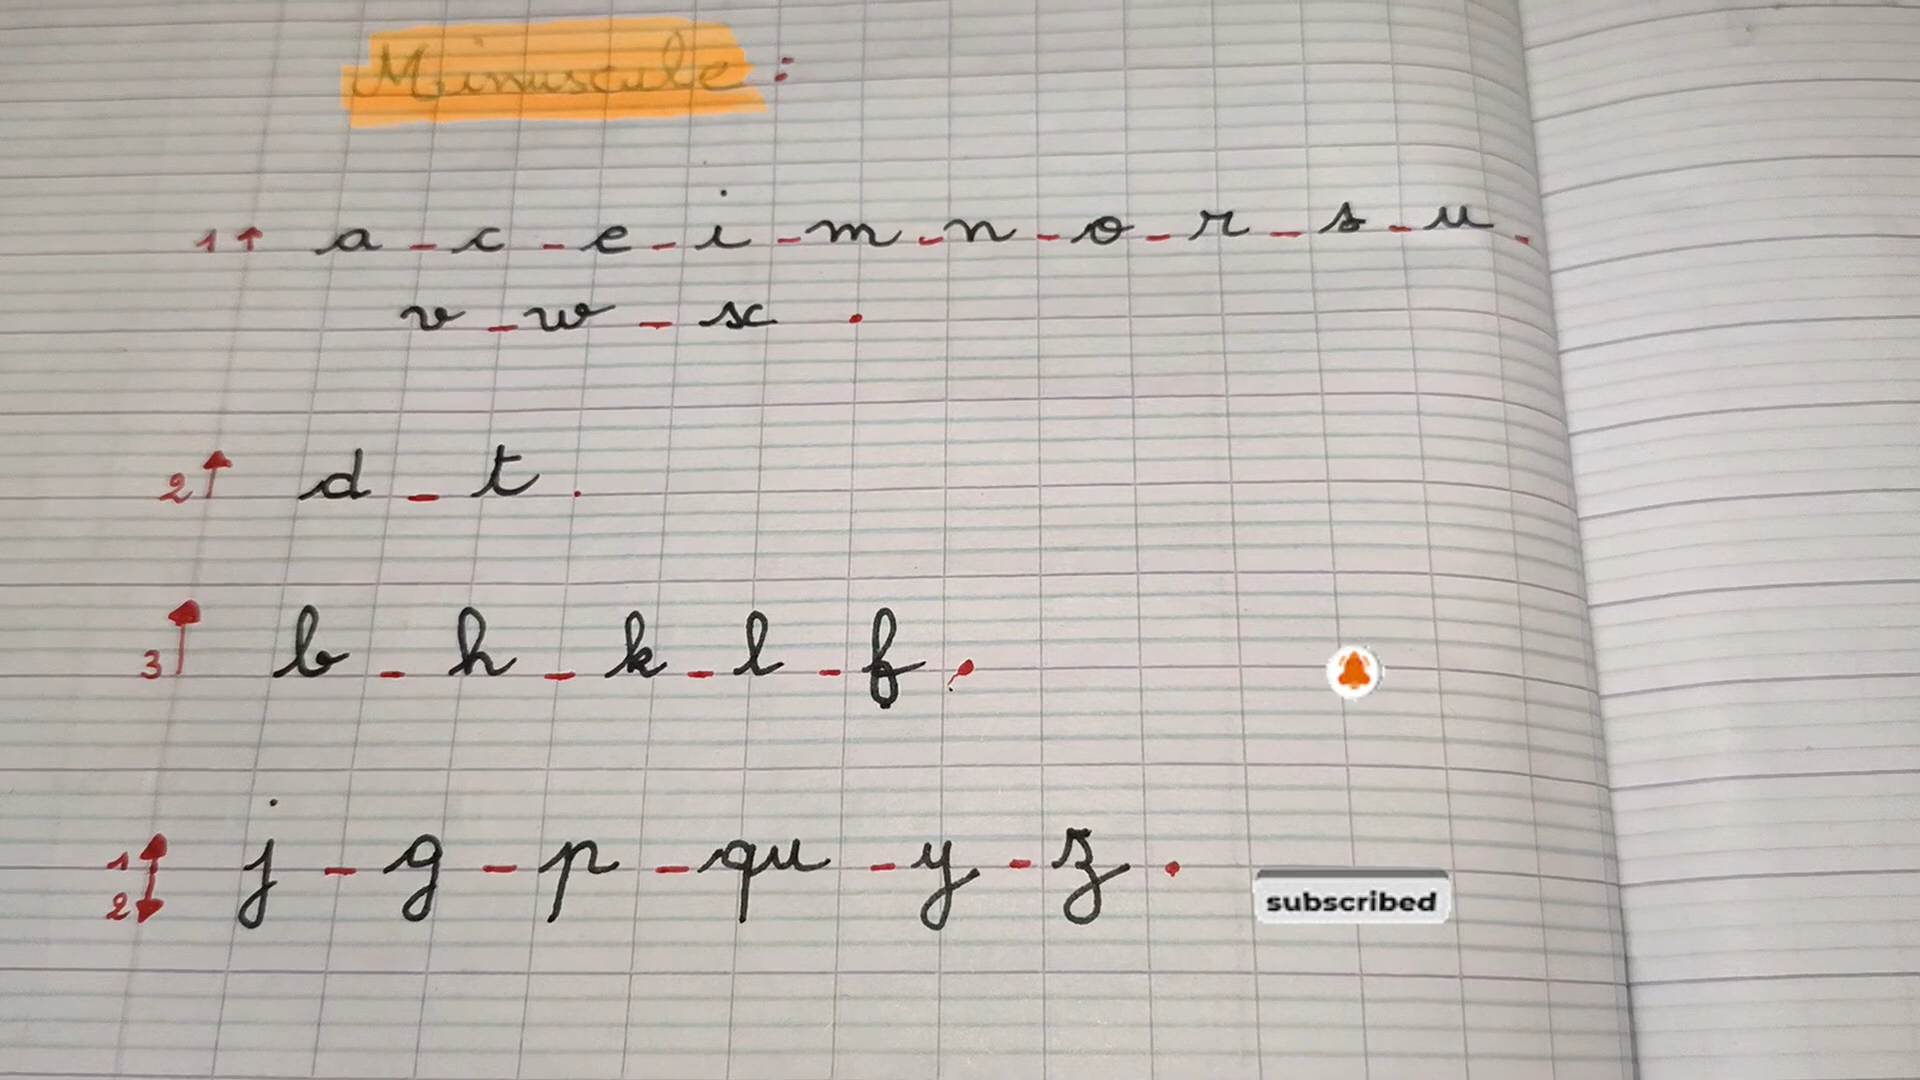 Minuscule :
1↑ a - c - e - i - m - n - o - r - s - u -
v - w - x .
2↑ d - t .
3↑ b - h - k - l - f .
1↕ j - g - p - qu - y - z .
2
subscribed